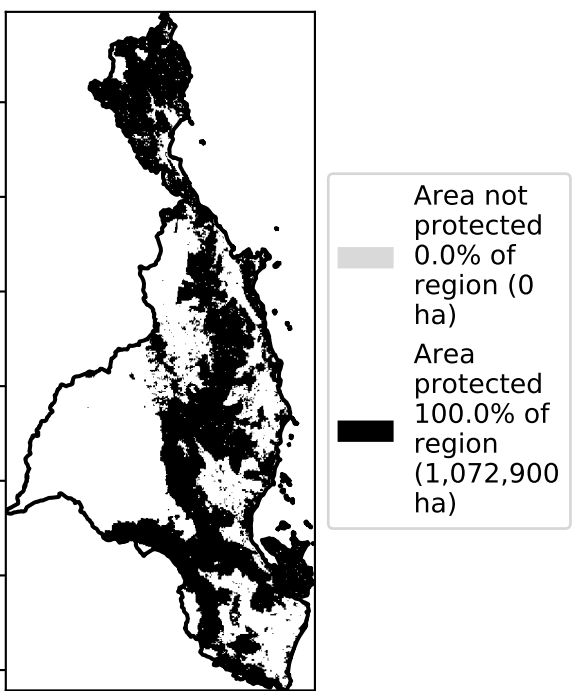 Area not
protected
0.0% of
region (0
ha)
Area
protected
100.0% of
region
(1,072,900
ha)